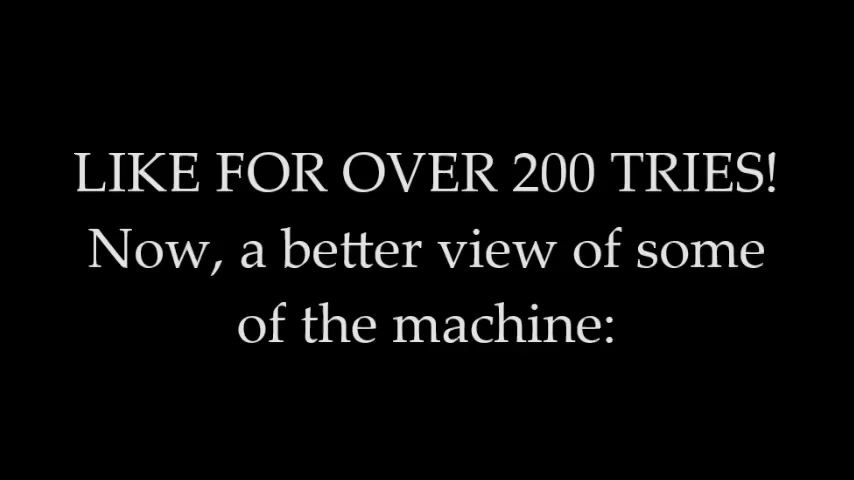 LIKE FOR OVER 200 TRIES!
Now, a better view of some
of the machine: